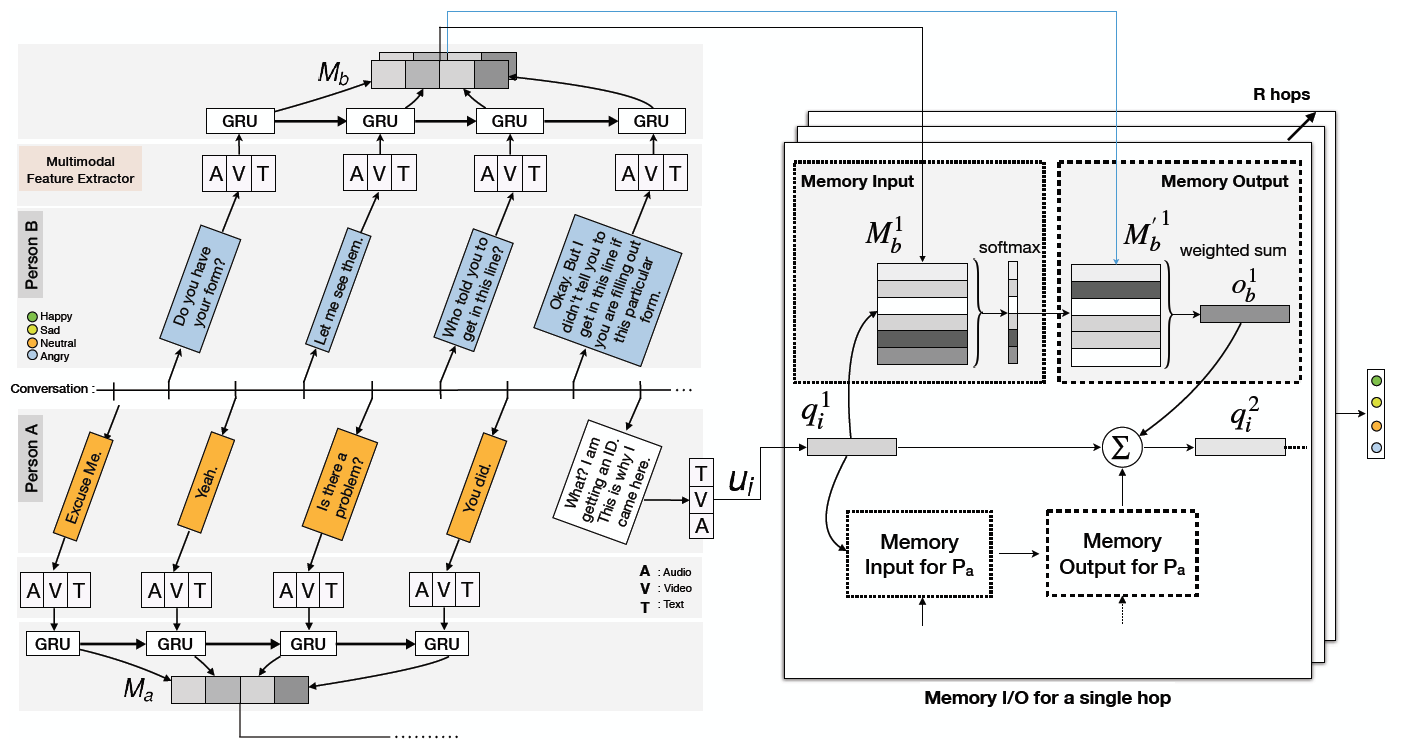 R hops
M_b
GRU GRU GRU GRU
Multimodal
Feature Extractor
A V T A V T A V T A V T
Memory Input
Memory Output
Person B
Do you have
your form?
Let me see them.
Who told you to
get in this line?
Okay. But I
didn't tell you to
get in this line if
you are filling out
this particular
form.
M_b^1
softmax
M_b^{'1}
weighted sum
o_b^1
Happy
Sad
Neutral
Angry
Conversation : ...
q_i^1
q_i^2
Person A
Excuse Me.
Yeah.
Is there a
problem?
You did.
What? I am
getting an ID.
This is why I
came here.
T
V
A
u_i
Σ
Memory
Input for P_a
Memory
Output for P_a
A V T A V T A V T A V T
A : Audio
V : Video
T : Text
GRU GRU GRU GRU
M_a
Memory I/O for a single hop